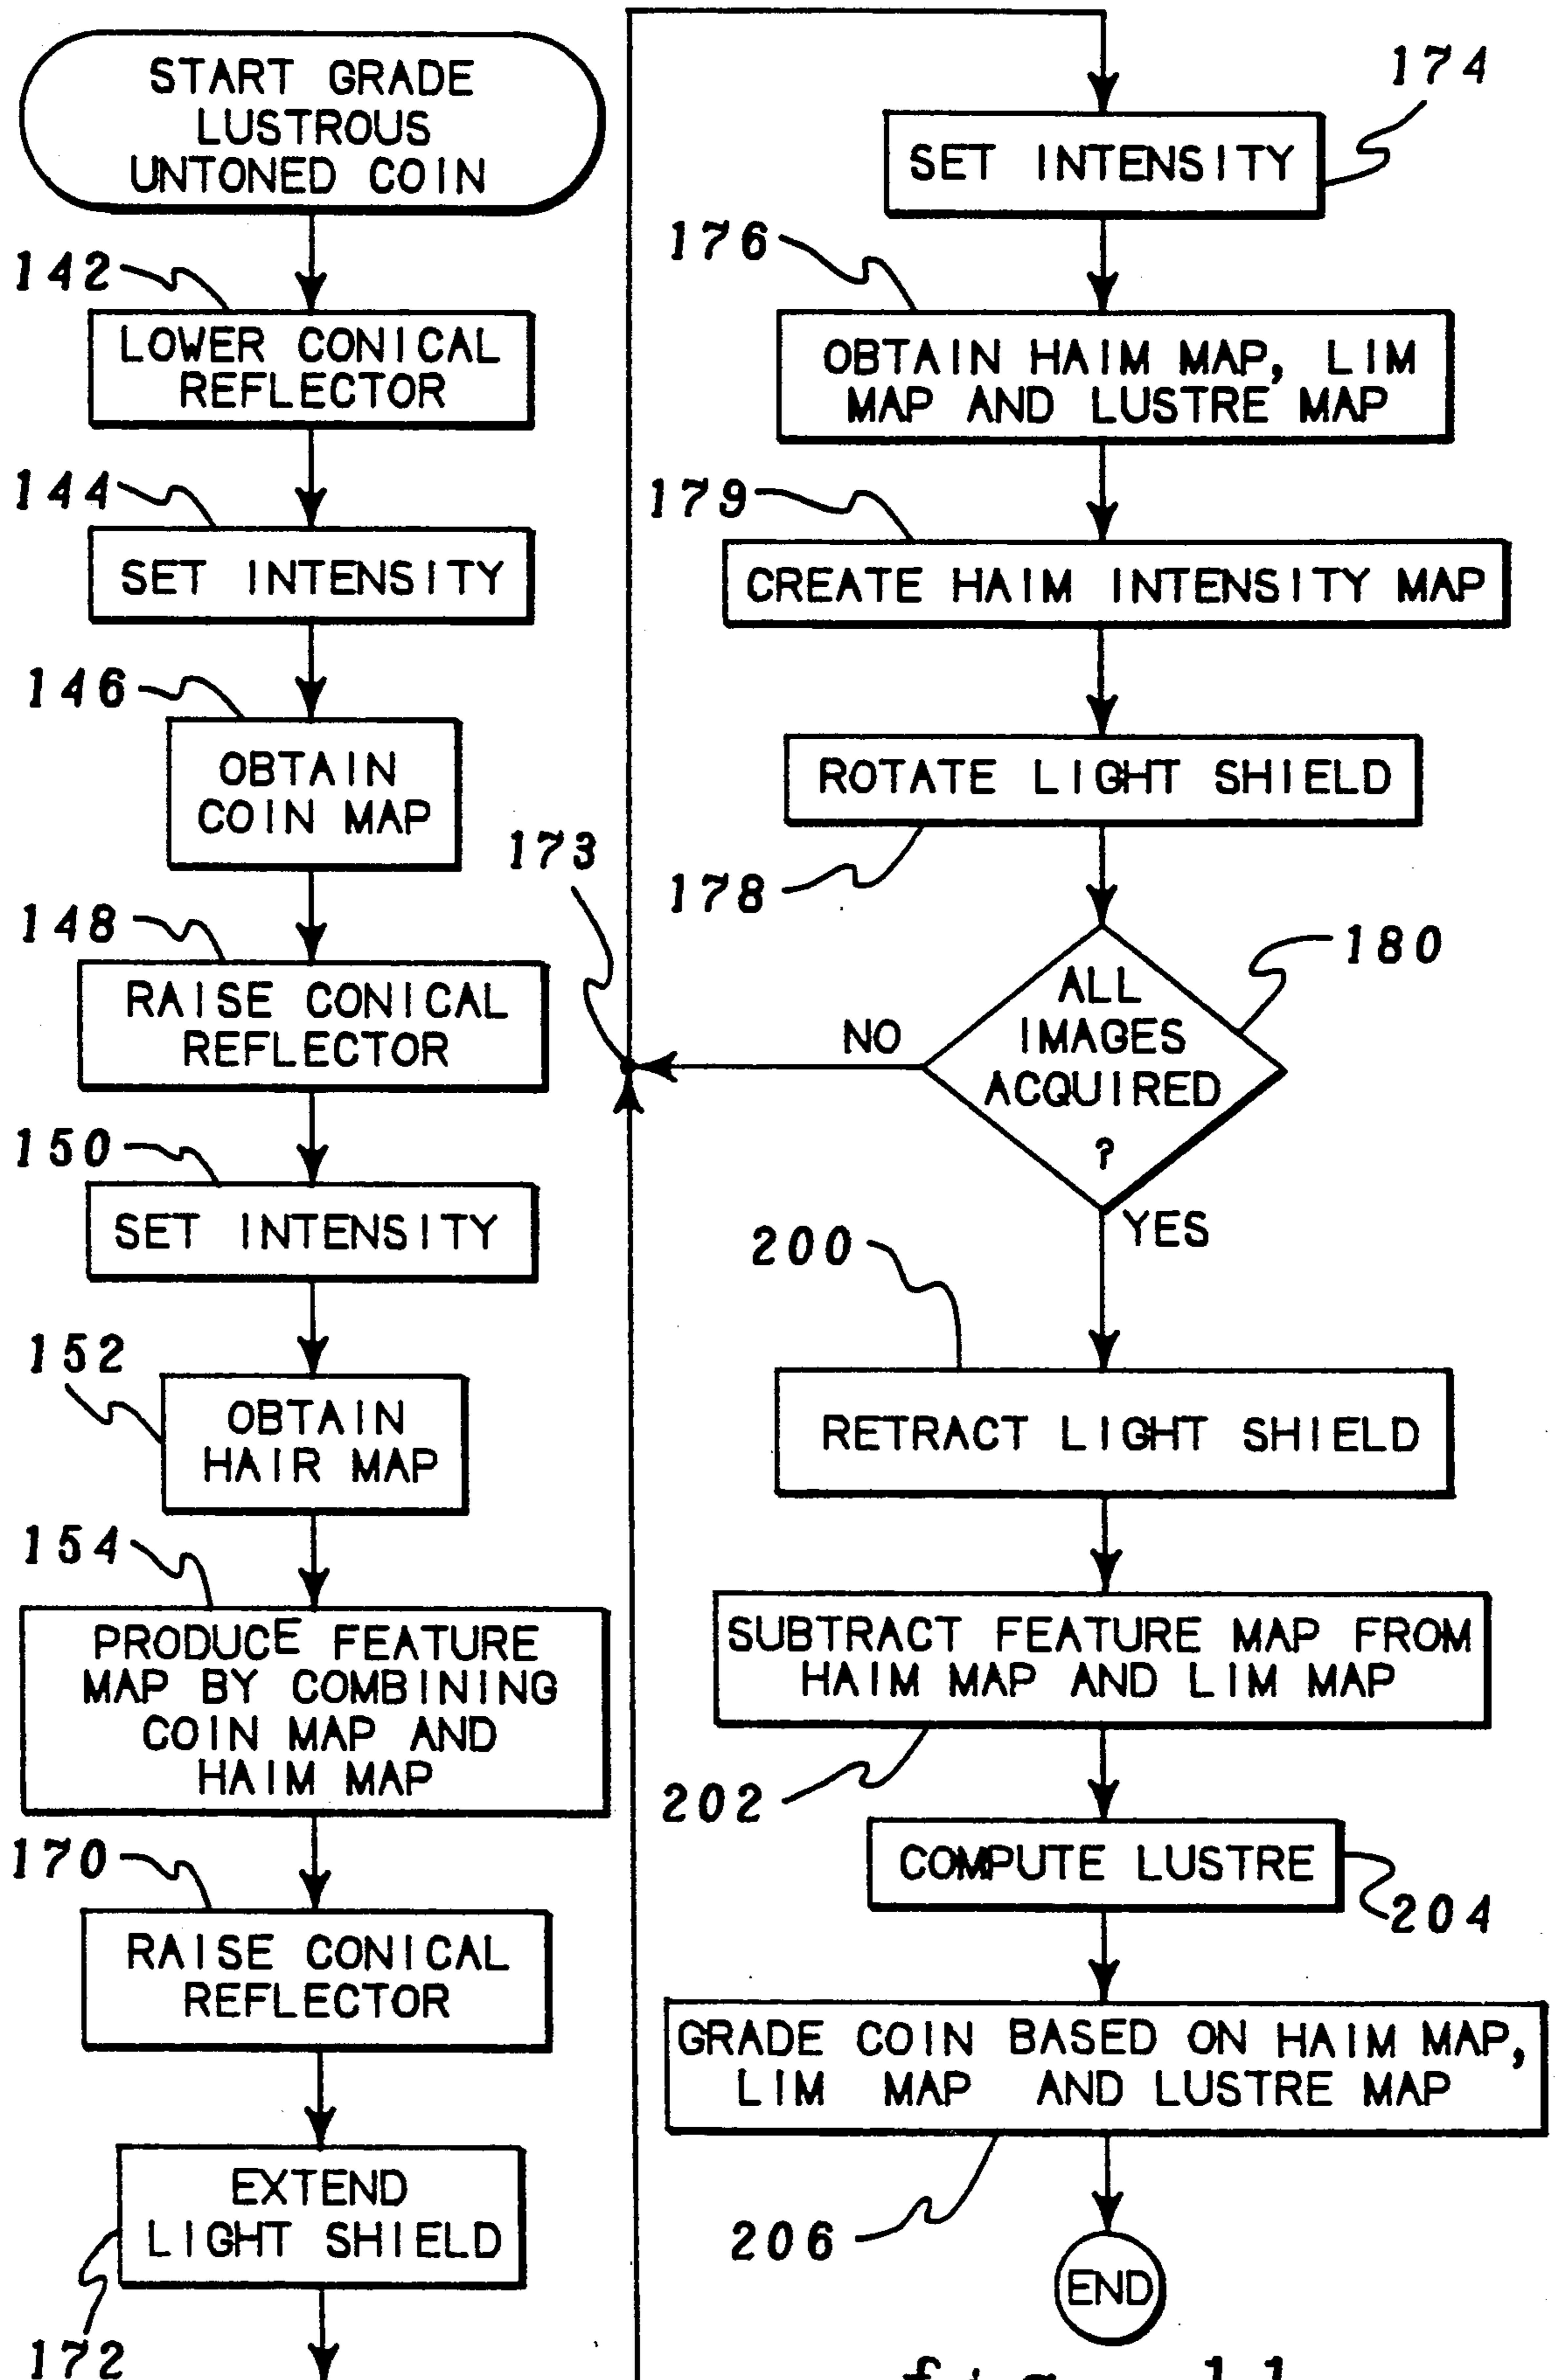 START GRADE
LUSTROUS
UNTONED COIN
142
LOWER CONICAL
REFLECTOR
144
SET INTENSITY
146
OBTAIN
COIN MAP
148
RAISE CONICAL
REFLECTOR
150
SET INTENSITY
152
OBTAIN
HAIR MAP
154
PRODUCE FEATURE
MAP BY COMBINING
COIN MAP AND
HAIM MAP
170
RAISE CONICAL
REFLECTOR
EXTEND
LIGHT SHIELD
172
173
174
SET INTENSITY
176
OBTAIN HAIM MAP, LIM
MAP AND LUSTRE MAP
179
CREATE HAIM INTENSITY MAP
ROTATE LIGHT SHIELD
178
180
ALL
IMAGES
ACQUIRED
?
NO
YES
200
RETRACT LIGHT SHIELD
SUBTRACT FEATURE MAP FROM
HAIM MAP AND LIM MAP
202
COMPUTE LUSTRE
204
GRADE COIN BASED ON HAIM MAP,
LIM MAP AND LUSTRE MAP
206
END